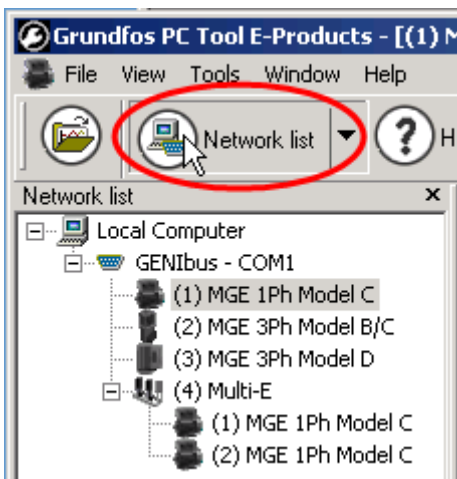 Grundfos PC Tool E-Products - [(1) M
File View Tools Window Help
Network list ? H
Network list x
Local Computer
GENIbus - COM1
(1) MGE 1Ph Model C
(2) MGE 3Ph Model B/C
(3) MGE 3Ph Model D
(4) Multi-E
(1) MGE 1Ph Model C
(2) MGE 1Ph Model C